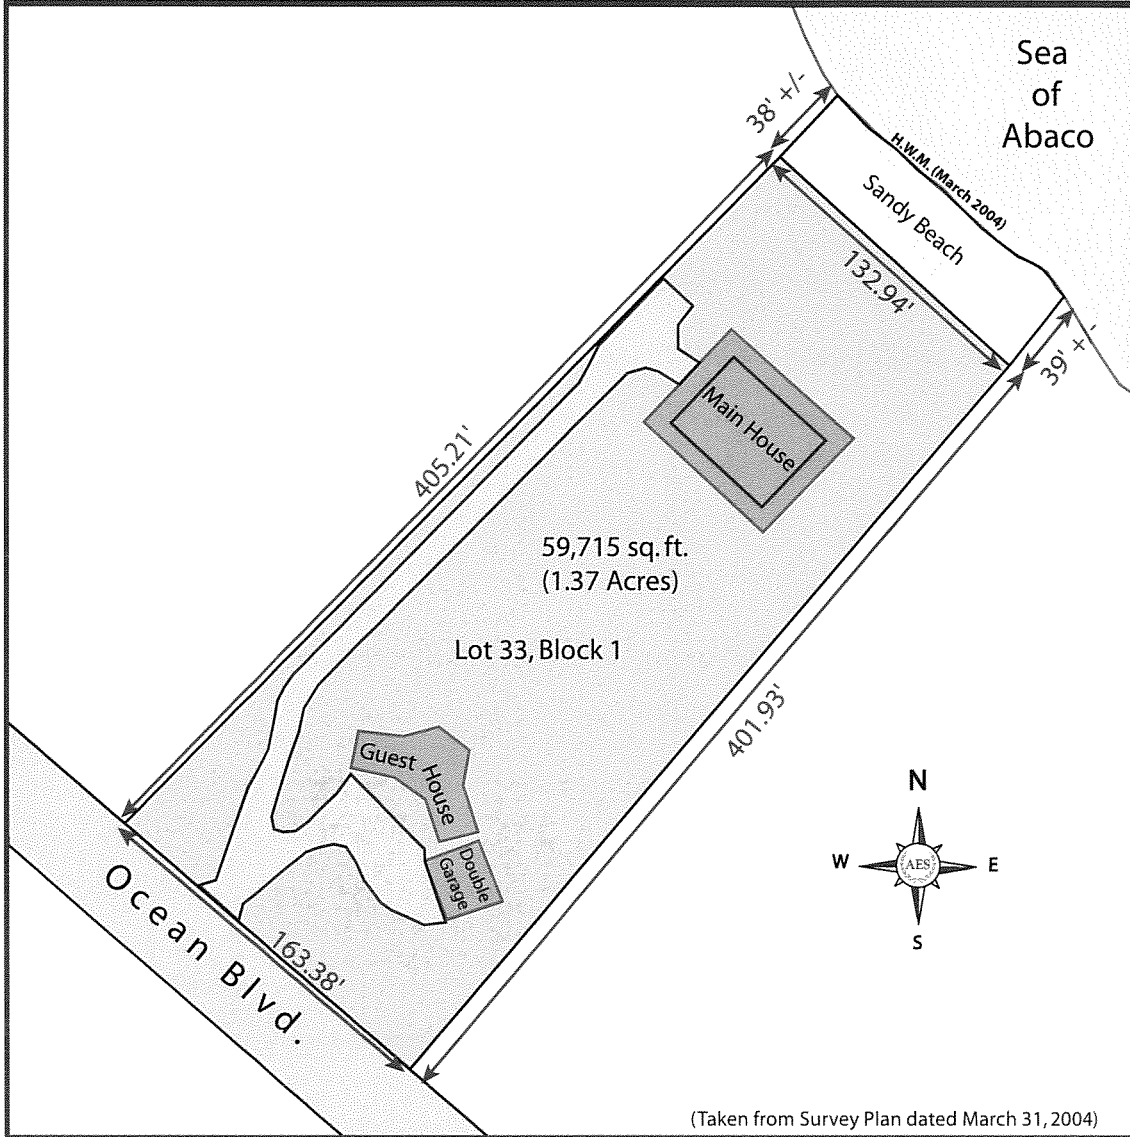 Sea
of
Abaco
38' +/-
H.W.M. (March 2004)
Sandy Beach
132.94'
39' + '
Main House
405.21'
59,715 sq. ft.
(1.37 Acres)
Lot 33, Block 1
401.93'
Guest House
Double
Garage
N
W
AES
E
S
Ocean Blvd.
163.38'
(Taken from Survey Plan dated March 31, 2004)